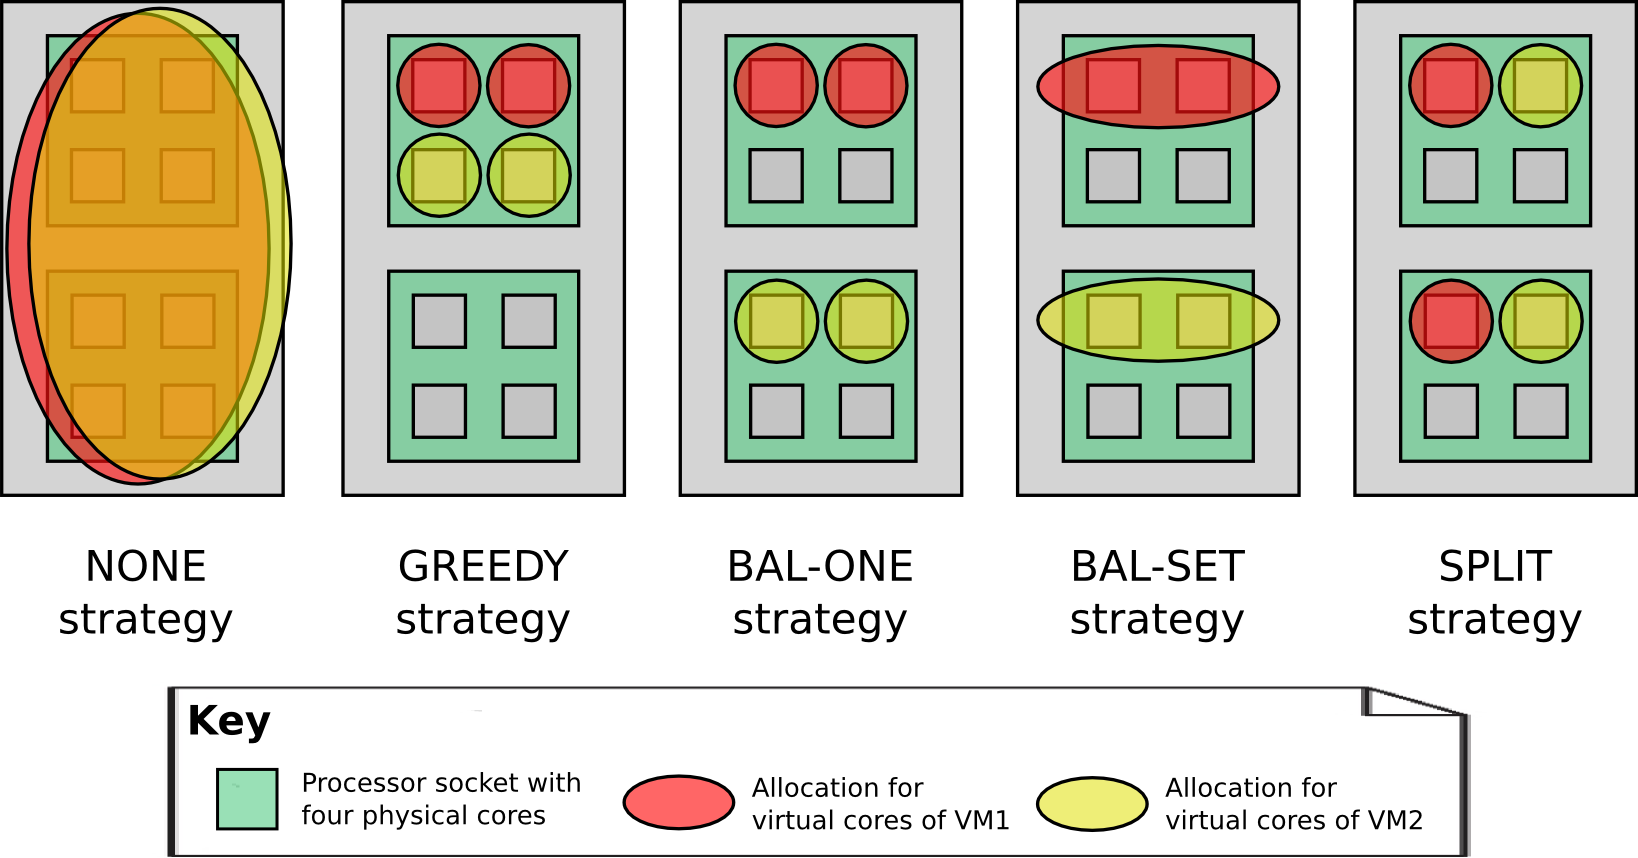 NONE
strategy
GREEDY
strategy
BAL-ONE
strategy
BAL-SET
strategy
SPLIT
strategy
Key
Processor socket with
four physical cores
Allocation for
virtual cores of VM1
Allocation for
virtual cores of VM2